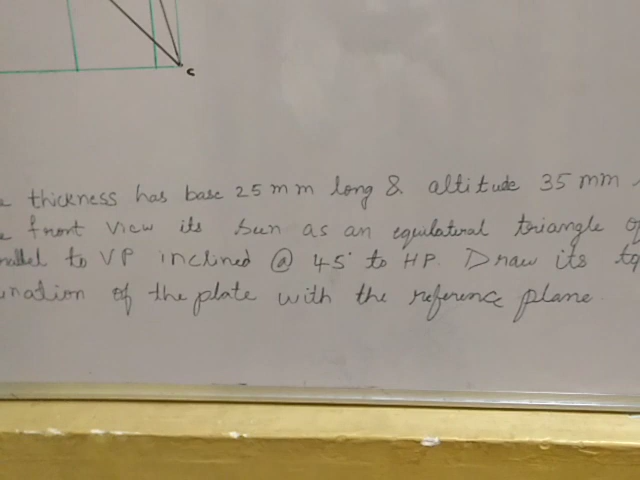 c
thickness has base 25 mm long & altitude 35 mm
front view its seen as an equilateral triangle of
to VP inclined @ 45° to HP. Draw its
of the plate with the reference plane.